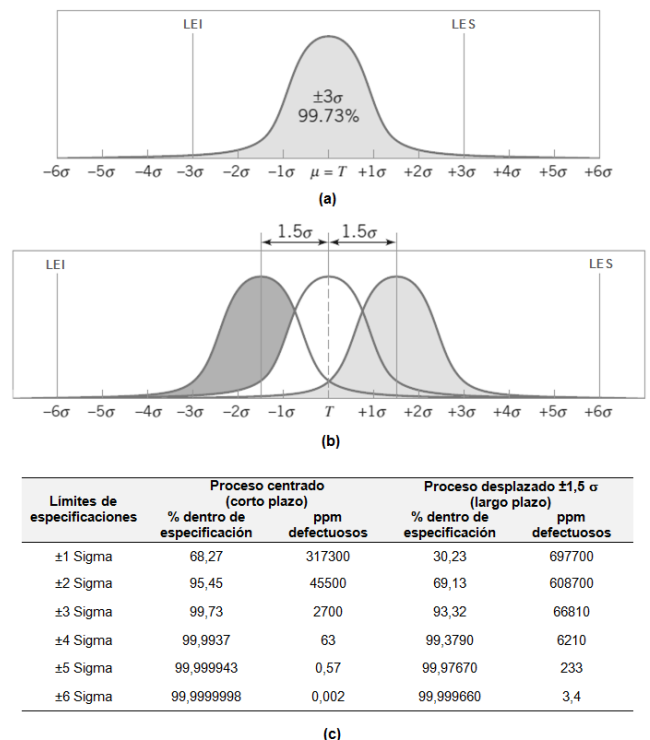 LEI LES
±3σ
99.73%
−6σ −5σ −4σ −3σ −2σ −1σ μ = T +1σ +2σ +3σ +4σ +5σ +6σ
(a)
1.5σ 1.5σ
LEI LES
−6σ −5σ −4σ −3σ −2σ −1σ T +1σ +2σ +3σ +4σ +5σ +6σ
(b)
Límites de especificaciones
Proceso centrado
(corto plazo)
Proceso desplazado ±1,5 σ
(largo plazo)
% dentro de especificación
ppm defectuosos
% dentro de especificación
ppm defectuosos
±1 Sigma 68,27 317300 30,23 697700
±2 Sigma 95,45 45500 69,13 608700
±3 Sigma 99,73 2700 93,32 66810
±4 Sigma 99,9937 63 99,3790 6210
±5 Sigma 99,999943 0,57 99,97670 233
±6 Sigma 99,9999998 0,002 99,999660 3,4
(c)